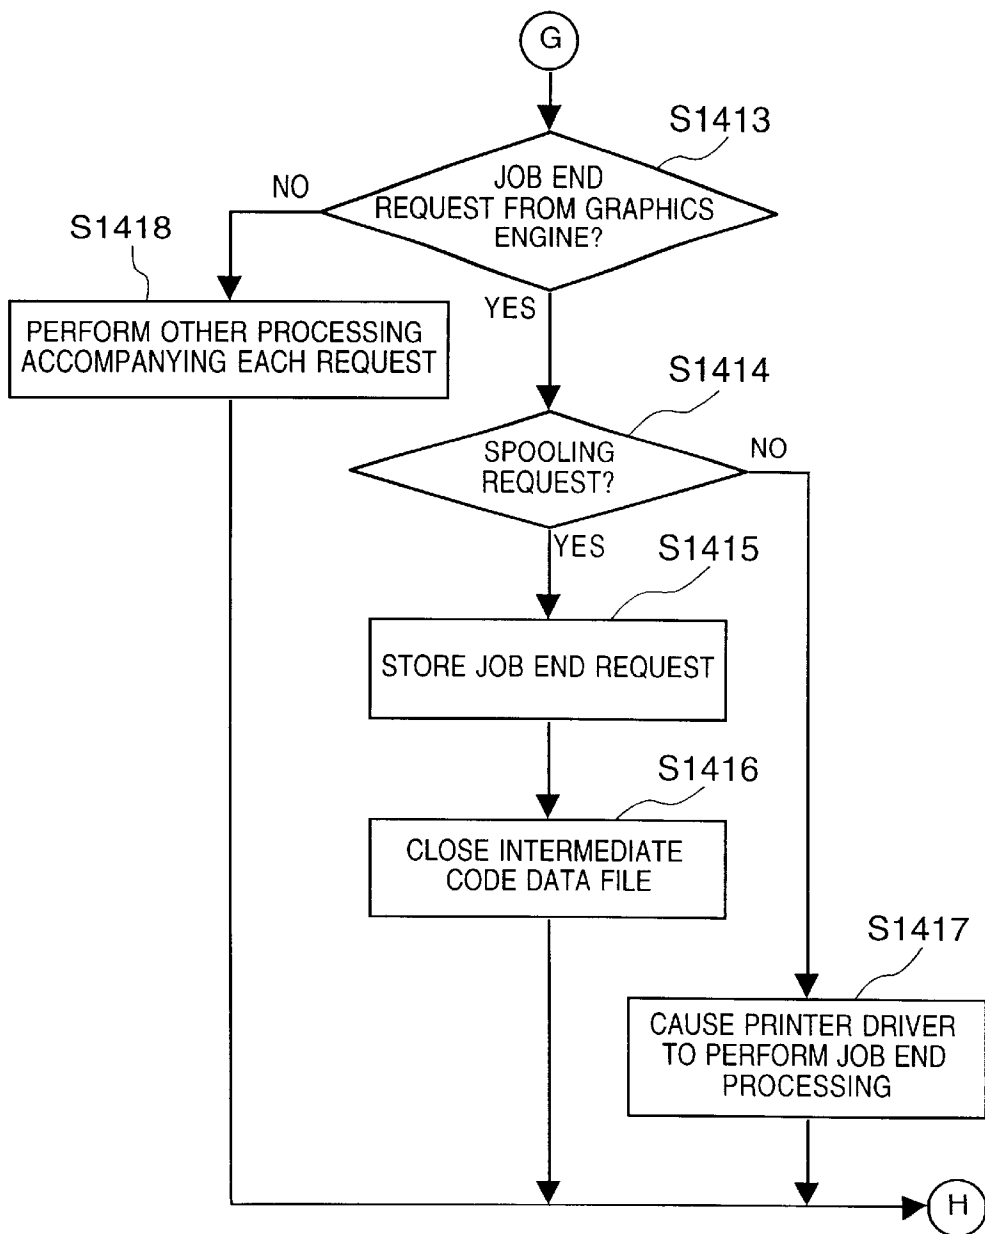 G
S1413
JOB END
REQUEST FROM GRAPHICS
ENGINE?
NO
S1418
YES
PERFORM OTHER PROCESSING
ACCOMPANYING EACH REQUEST
S1414
SPOOLING
REQUEST?
NO
YES
S1415
STORE JOB END REQUEST
S1416
CLOSE INTERMEDIATE
CODE DATA FILE
S1417
CAUSE PRINTER DRIVER
TO PERFORM JOB END
PROCESSING
H